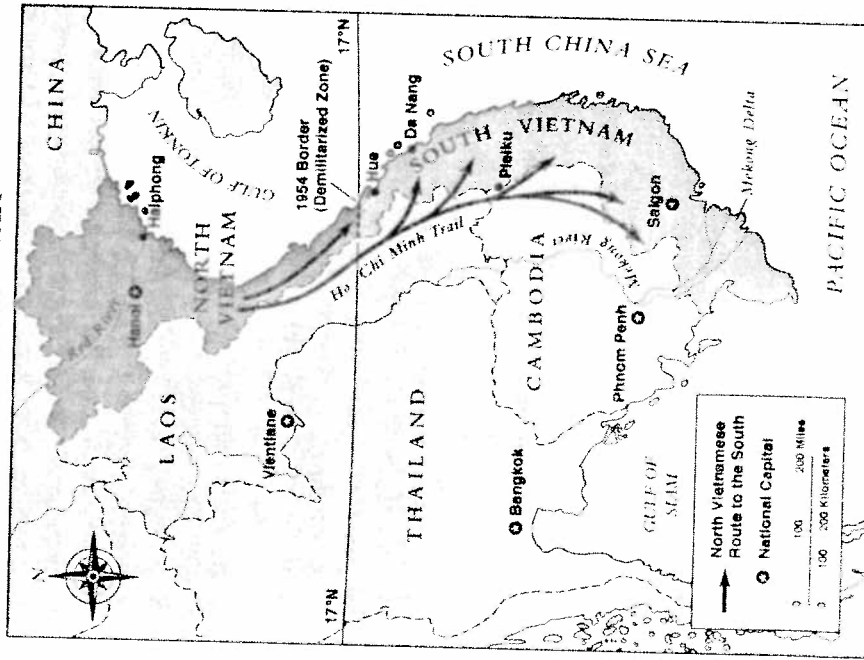 N
CHINA
Red River
Hanoi
Haiphong
GULF OF TONKIN
LAOS
NORTH
VIETNAM
Vientiane
1954 Border
(Demilitarized Zone)
17°N
17°N
Hue
Da Nang
Ho Chi Minh Trail
THAILAND
SOUTH VIETNAM
SOUTH CHINA SEA
Bangkok
CAMBODIA
Pleiku
Mekong River
Phnom Penh
Saigon
GULF OF
SIAM
Mekong Delta
PACIFIC OCEAN
North Vietnamese
Route to the South
National Capital
0 100 200 Miles
0 100 200 Kilometers